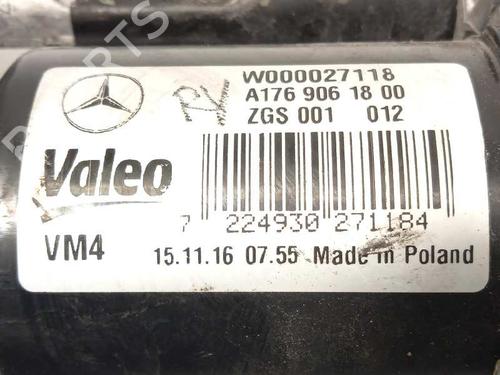 W000027118
A176 906 18 00
ZGS 001 012
Valeo
7 224930 271184
VM4 15.11.16 07.55 Made in Poland
PARTS